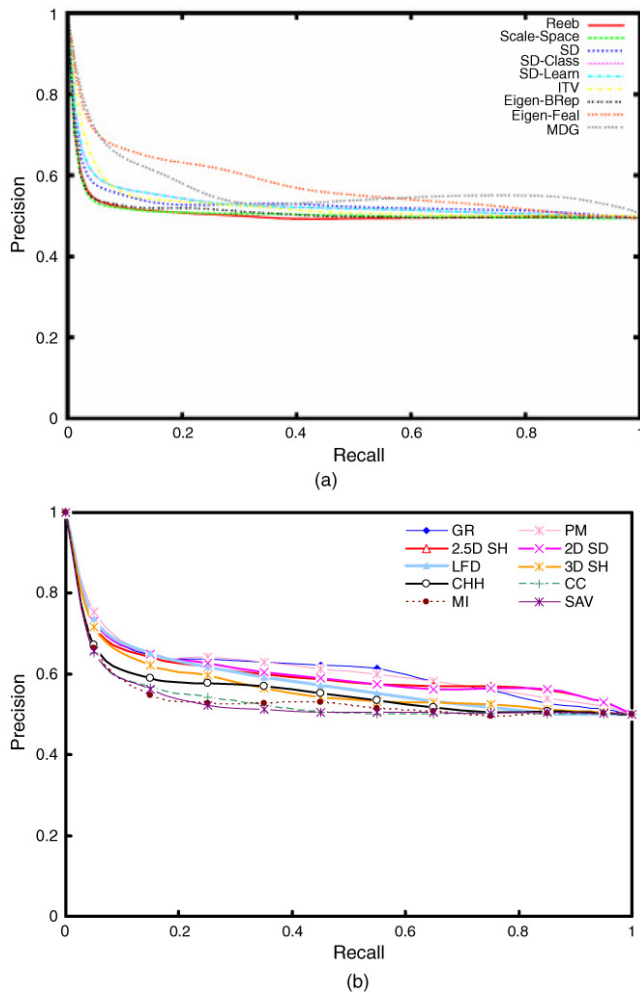 1
0.8
0.6
0.4
0.2
0
Precision
Reeb
Scale-Space
SD
SD-Class
SD-Learn
ITV
Eigen-BRep
Eigen-Feal
MDG
0 0.2 0.4 0.6 0.8 1
Recall
(a)
1
0.8
0.6
0.4
0.2
0
Precision
GR PM
2.5D SH 2D SD
LFD 3D SH
CHH CC
MI SAV
0 0.2 0.4 0.6 0.8 1
Recall
(b)